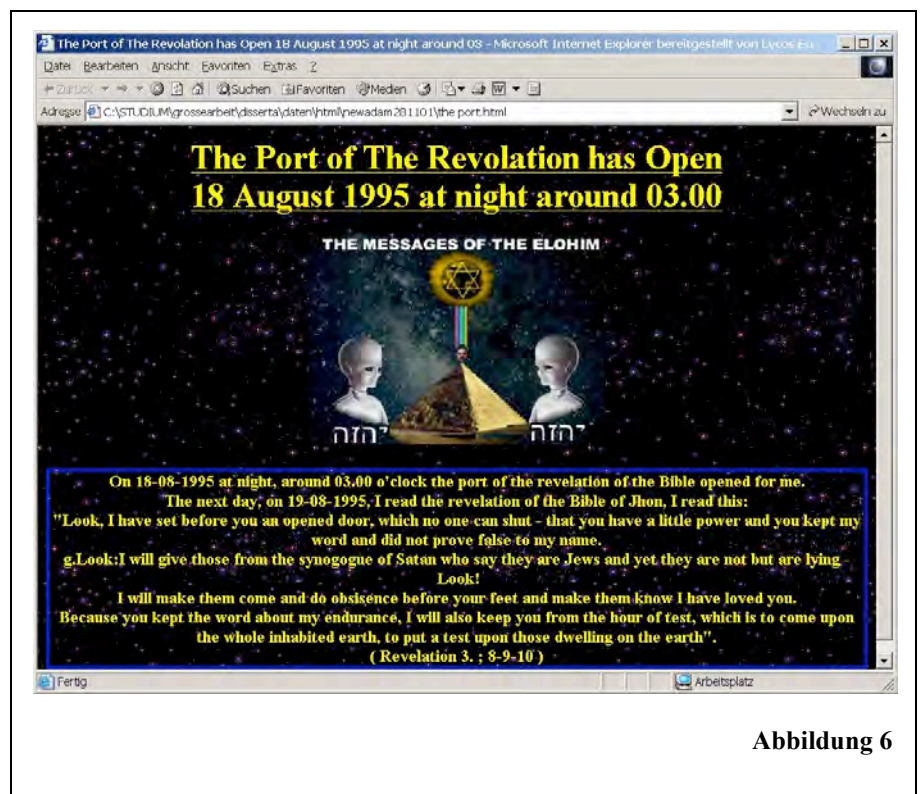 The Port of The Revolation has Open 18 August 1995 at night around 03 - Microsoft Internet Explorer bereitgestellt von Lycos Eu
Datei Bearbeiten Ansicht Favoriten Extras ?
Zurück Suchen Favoriten Medien
Adresse C:\STUDIUM\grossearbeit\disserta\daten\html\newadam281101\the port.html Wechseln zu
The Port of The Revolation has Open
18 August 1995 at night around 03.00
THE MESSAGES OF THE ELOHIM
יהזה יהזה
On 18-08-1995 at night, around 03.00 o'clock the port of the revelation of the Bible opened for me.
The next day, on 19-08-1995, I read the revelation of the Bible of Jhon, I read this:
"Look, I have set before you an opened door, which no one can shut - that you have a little power and you kept my
word and did not prove false to my name.
g.Look:I will give those from the synogogue of Satan who say they are Jews and yet they are not but are lying
Look!
I will make them come and do obsisence before your feet and make them know I have loved you.
Because you kept the word about my endurance, I will also keep you from the hour of test, which is to come upon
the whole inhabited earth, to put a test upon those dwelling on the earth".
( Revelation 3. ; 8-9-10 )
Fertig Arbeitsplatz
Abbildung 6